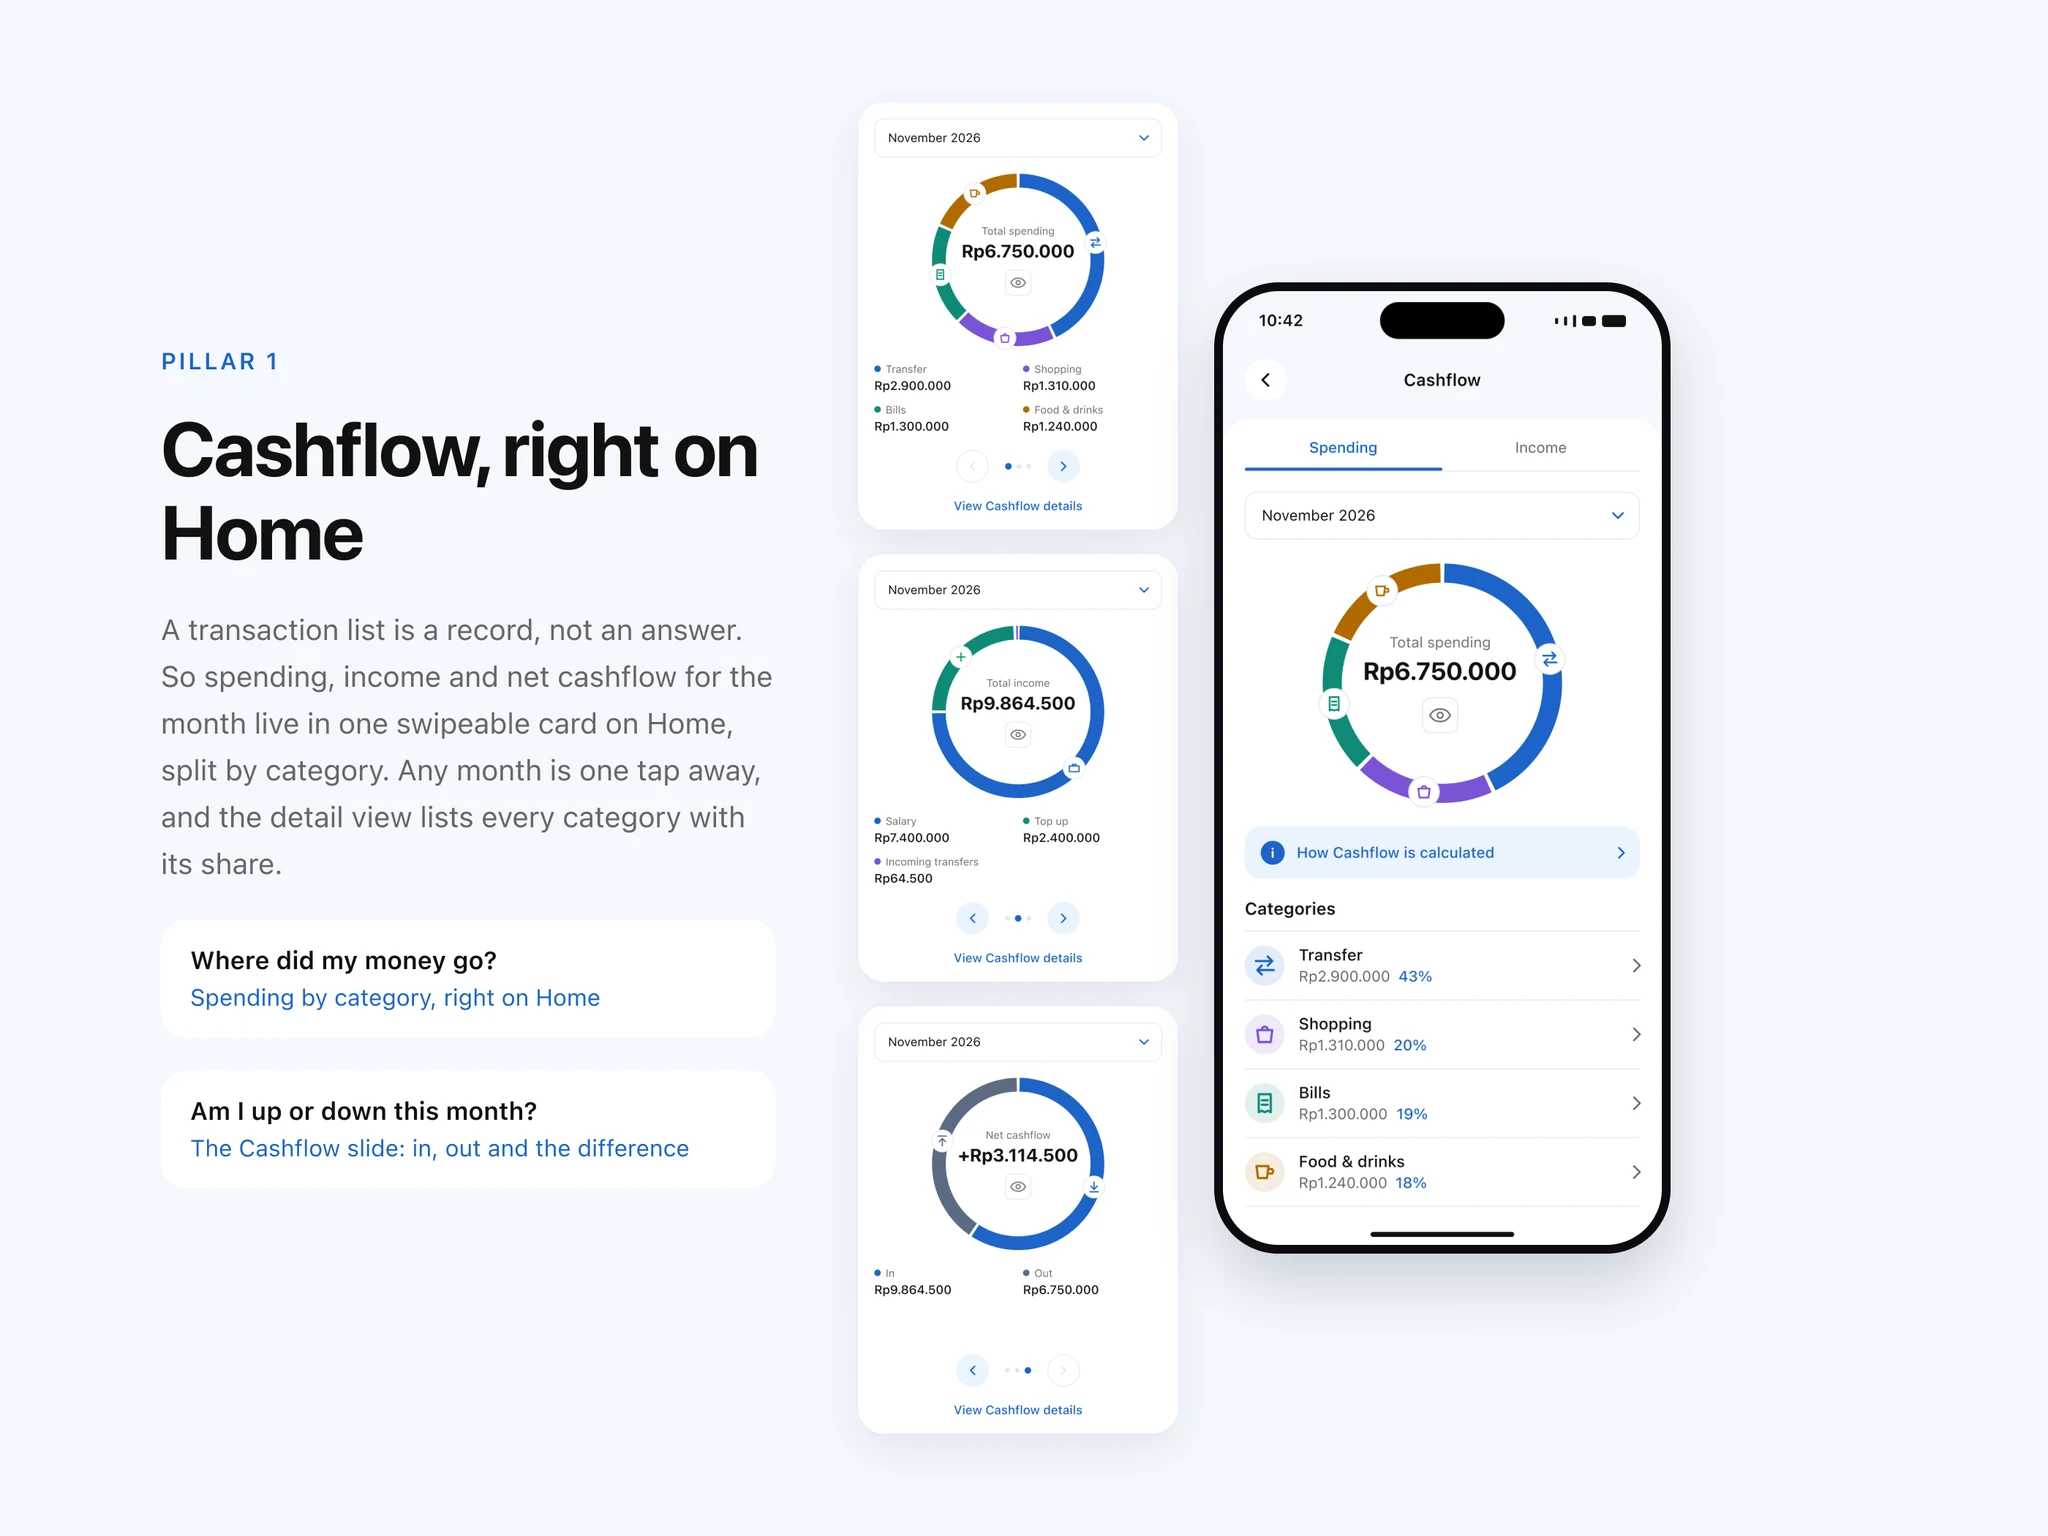 PILLAR 1
Cashflow, right on
Home
A transaction list is a record, not an answer.
So spending, income and net cashflow for the
month live in one swipeable card on Home,
split by category. Any month is one tap away,
and the detail view lists every category with
its share.
Where did my money go?
Spending by category, right on Home
Am I up or down this month?
The Cashflow slide: in, out and the difference
November 2026
Total spending
Rp6.750.000
Transfer
Rp2.900.000
Shopping
Rp1.310.000
Bills
Rp1.300.000
Food & drinks
Rp1.240.000
View Cashflow details
November 2026
Total income
Rp9.864.500
Salary
Rp7.400.000
Top up
Rp2.400.000
Incoming transfers
Rp64.500
View Cashflow details
November 2026
Net cashflow
+Rp3.114.500
In
Rp9.864.500
Out
Rp6.750.000
View Cashflow details
10:42
Cashflow
Spending
Income
November 2026
Total spending
Rp6.750.000
How Cashflow is calculated
Categories
Transfer
Rp2.900.000 43%
Shopping
Rp1.310.000 20%
Bills
Rp1.300.000 19%
Food & drinks
Rp1.240.000 18%